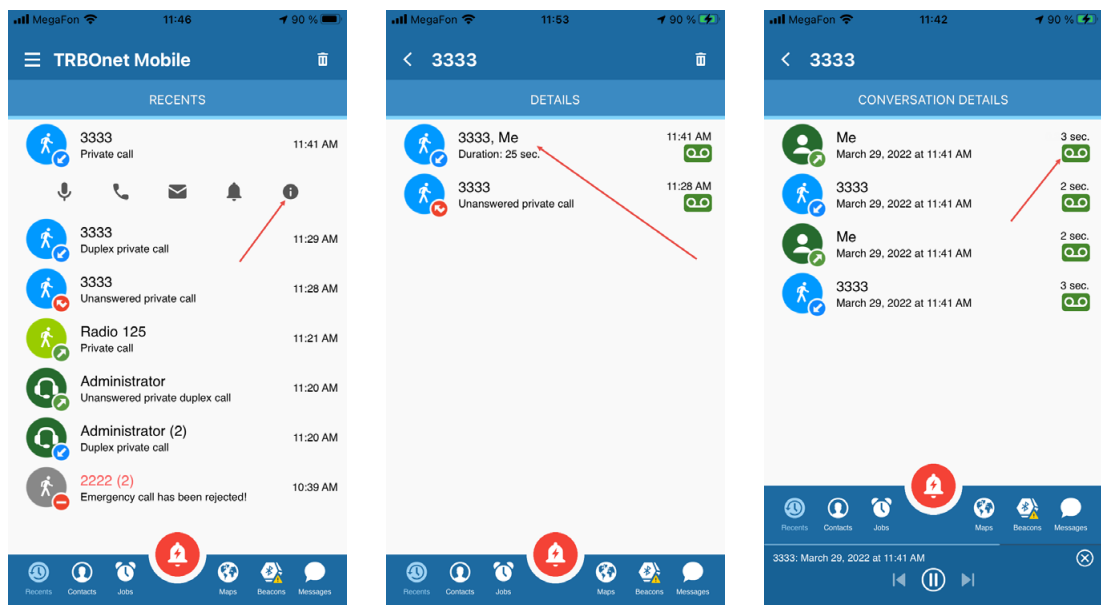 MegaFon 11:46 90 %
TRBOnet Mobile
RECENTS
3333
Private call
11:41 AM
3333
Duplex private call
11:29 AM
3333
Unanswered private call
11:28 AM
Radio 125
Private call
11:21 AM
Administrator
Unanswered private duplex call
11:20 AM
Administrator (2)
Duplex private call
11:20 AM
2222 (2)
Emergency call has been rejected!
10:39 AM
Recents Contacts Jobs Maps Beacons Messages
MegaFon 11:53 90 %
3333
DETAILS
3333, Me
Duration: 25 sec.
11:41 AM
3333
Unanswered private call
11:28 AM
Recents Contacts Jobs Maps Beacons Messages
MegaFon 11:42 90 %
3333
CONVERSATION DETAILS
Me
March 29, 2022 at 11:41 AM
3 sec.
3333
March 29, 2022 at 11:41 AM
2 sec.
Me
March 29, 2022 at 11:41 AM
2 sec.
3333
March 29, 2022 at 11:41 AM
3 sec.
Recents Contacts Jobs Maps Beacons Messages
3333: March 29, 2022 at 11:41 AM